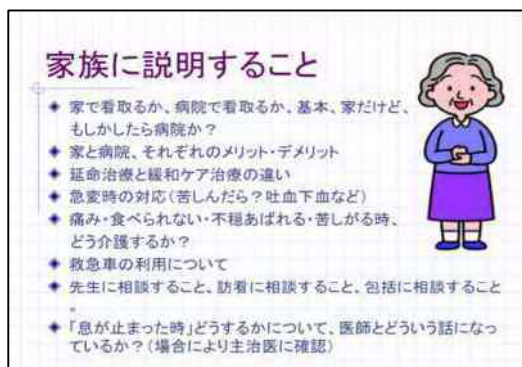 家族に説明すること
家で看取るか、病院で看取るか、基本、家だけど、
もしかしたら病院か？
家と病院、それぞれのメリット・デメリット
延命治療と緩和ケア治療の違い
急変時の対応（苦しんだら？吐血下血など）
痛み・食べられない・不穏あばれる・苦しがる時、
どう介護するか？
救急車の利用について
先生に相談すること、訪看に相談すること、包括に相談すること
。
「息が止まった時」どうするかについて、医師とどういう話になっ
ているか？（場合により主治医に確認）